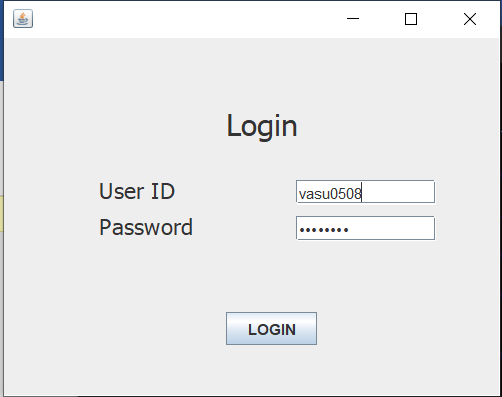 Login
User ID
vasu0508
Password
••••••••
LOGIN